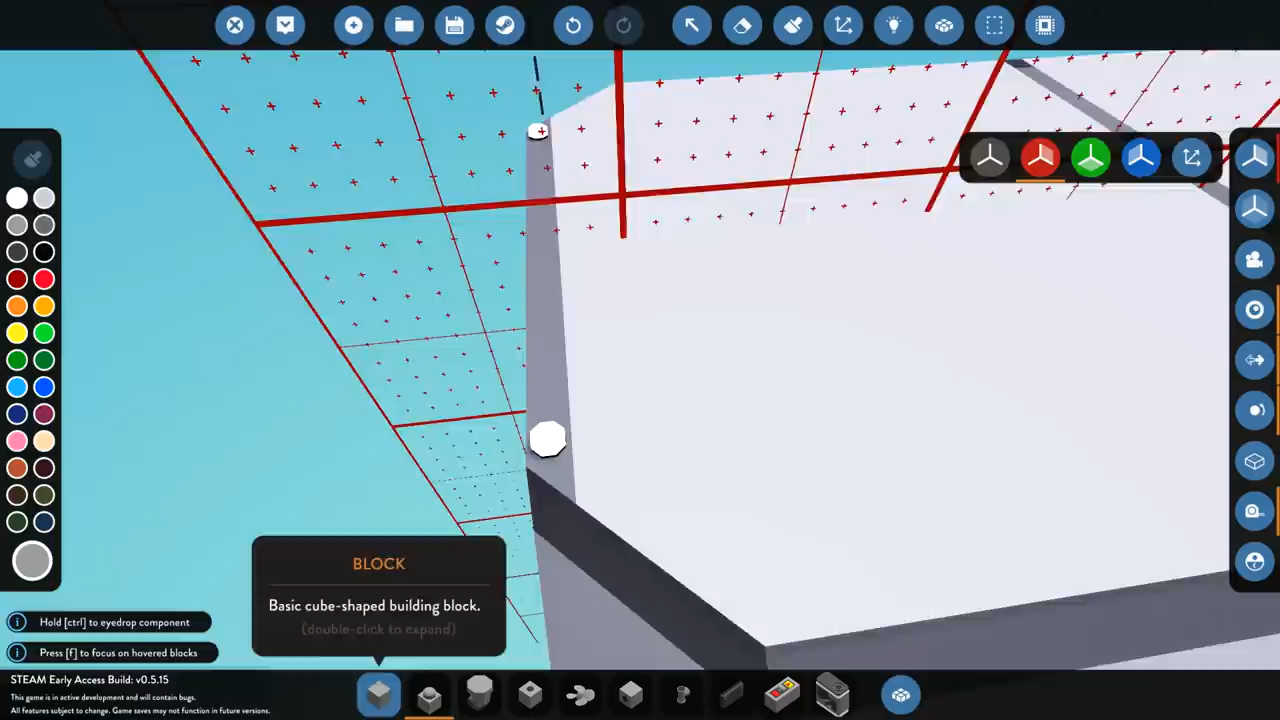 BLOCK
Basic cube-shaped building block.
(double-click to expand)
Hold [ctrl] to eyedrop component
Press [f] to focus on hovered blocks
STEAM Early Access Build: v0.5.15
This game is in active development and will contain bugs.
All features subject to change. Game saves may not function in future versions.